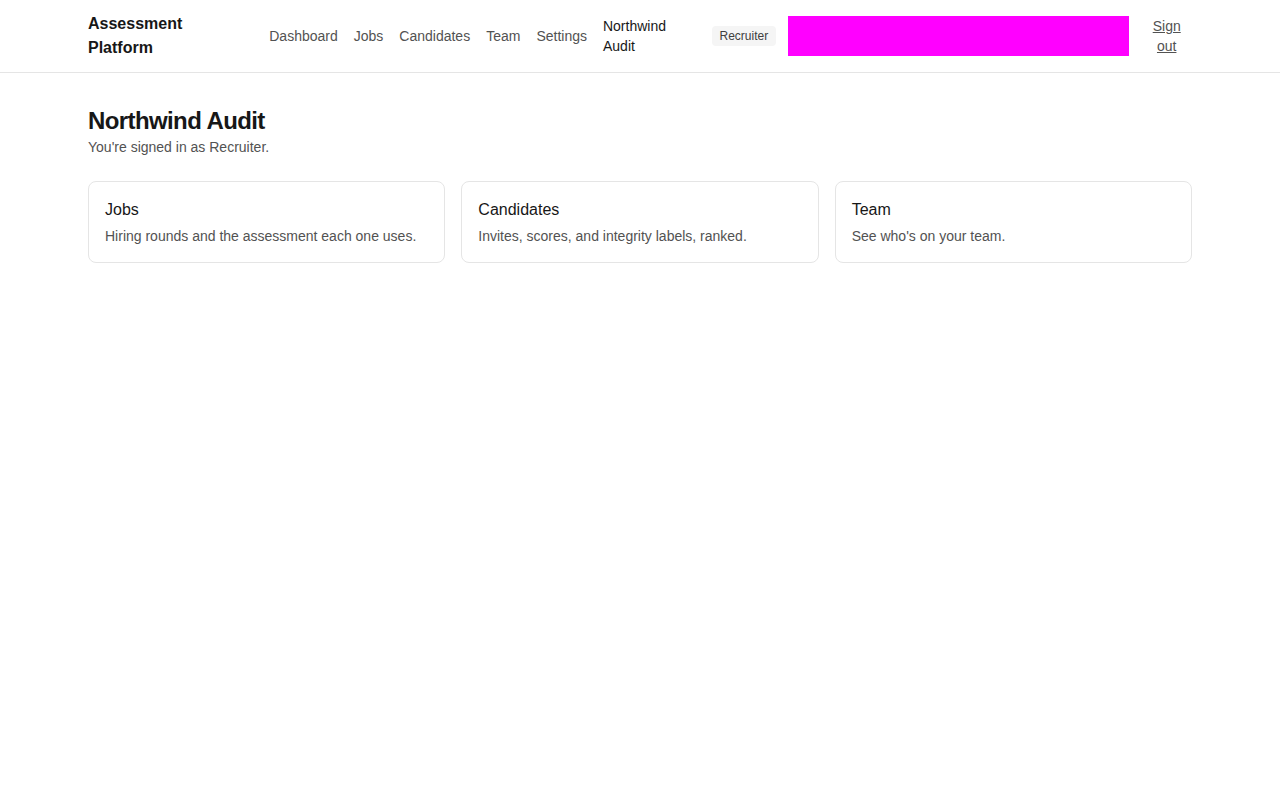 Assessment
Platform
Dashboard Jobs Candidates Team Settings Northwind
Audit
Recruiter
Sign
out
Northwind Audit
You're signed in as Recruiter.
Jobs
Hiring rounds and the assessment each one uses.
Candidates
Invites, scores, and integrity labels, ranked.
Team
See who's on your team.